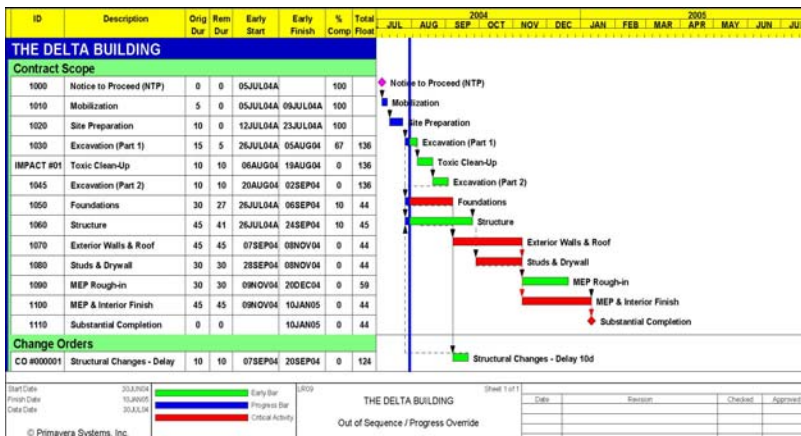 ID Description Orig Dur Rem Dur Early Start Early Finish % Comp Total Float 2004 2005
JUL AUG SEP OCT NOV DEC JAN FEB MAR APR MAY JUN JU
THE DELTA BUILDING
Contract Scope
1000 Notice to Proceed (NTP) 0 0 05JUL04A 100 Notice to Proceed (NTP)
1010 Mobilization 5 0 05JUL04A 09JUL04A 100 Mobilization
1020 Site Preparation 10 0 12JUL04A 23JUL04A 100 Site Preparation
1030 Excavation (Part 1) 15 5 26JUL04A 05AUG04 67 136 Excavation (Part 1)
IMPACT #01 Toxic Clean-Up 10 10 06AUG04 19AUG04 0 136 Toxic Clean-Up
1045 Excavation (Part 2) 10 10 20AUG04 02SEP04 0 136 Excavation (Part 2)
1050 Foundations 30 27 26JUL04A 06SEP04 10 44 Foundations
1060 Structure 45 41 26JUL04A 24SEP04 10 45 Structure
1070 Exterior Walls & Roof 45 45 07SEP04 08NOV04 0 44 Exterior Walls & Roof
1080 Studs & Drywall 30 30 28SEP04 08NOV04 0 44 Studs & Drywall
1090 MEP Rough-in 30 30 09NOV04 20DEC04 0 59 MEP Rough-in
1100 MEP & Interior Finish 45 45 09NOV04 10JAN05 0 44 MEP & Interior Finish
1110 Substantial Completion 0 0 10JAN05 0 44 Substantial Completion
Change Orders
CO #000001 Structural Changes - Delay 10 10 07SEP04 20SEP04 0 124 Structural Changes - Delay 10d
Start Date 30JUN04 Early Bar LR09 Sheet 1 of 1
Finish Date 10JAN05 Progress Bar THE DELTA BUILDING Date Revision Checked Approved
Data Date 30JUL04 Critical Activity
Out of Sequence / Progress Override
© Primavera Systems, Inc.